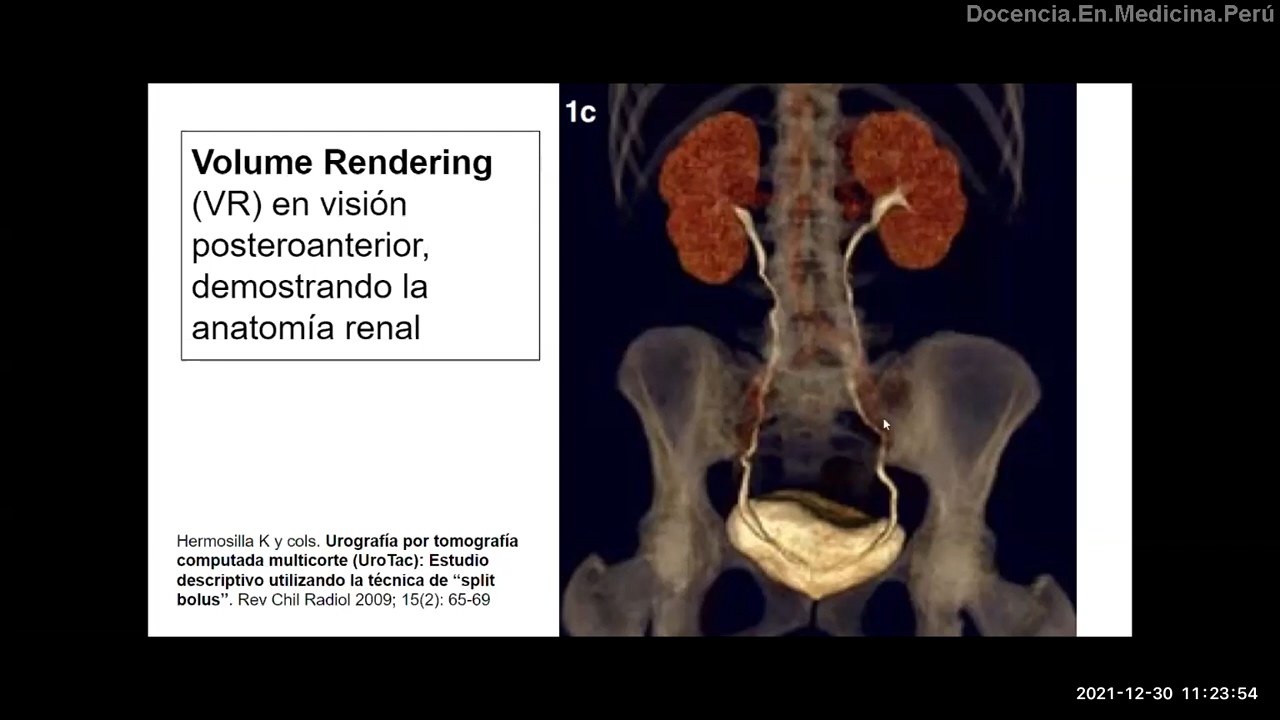 Docencia.En.Medicina.Perú
1c
Volume Rendering
(VR) en visión
posteroanterior,
demostrando la
anatomía renal
Hermosilla K y cols. Urografía por tomografía
computada multicorte (UroTac): Estudio
descriptivo utilizando la técnica de “split
bolus”. Rev Chil Radiol 2009; 15(2): 65-69
2021-12-30 11:23:54